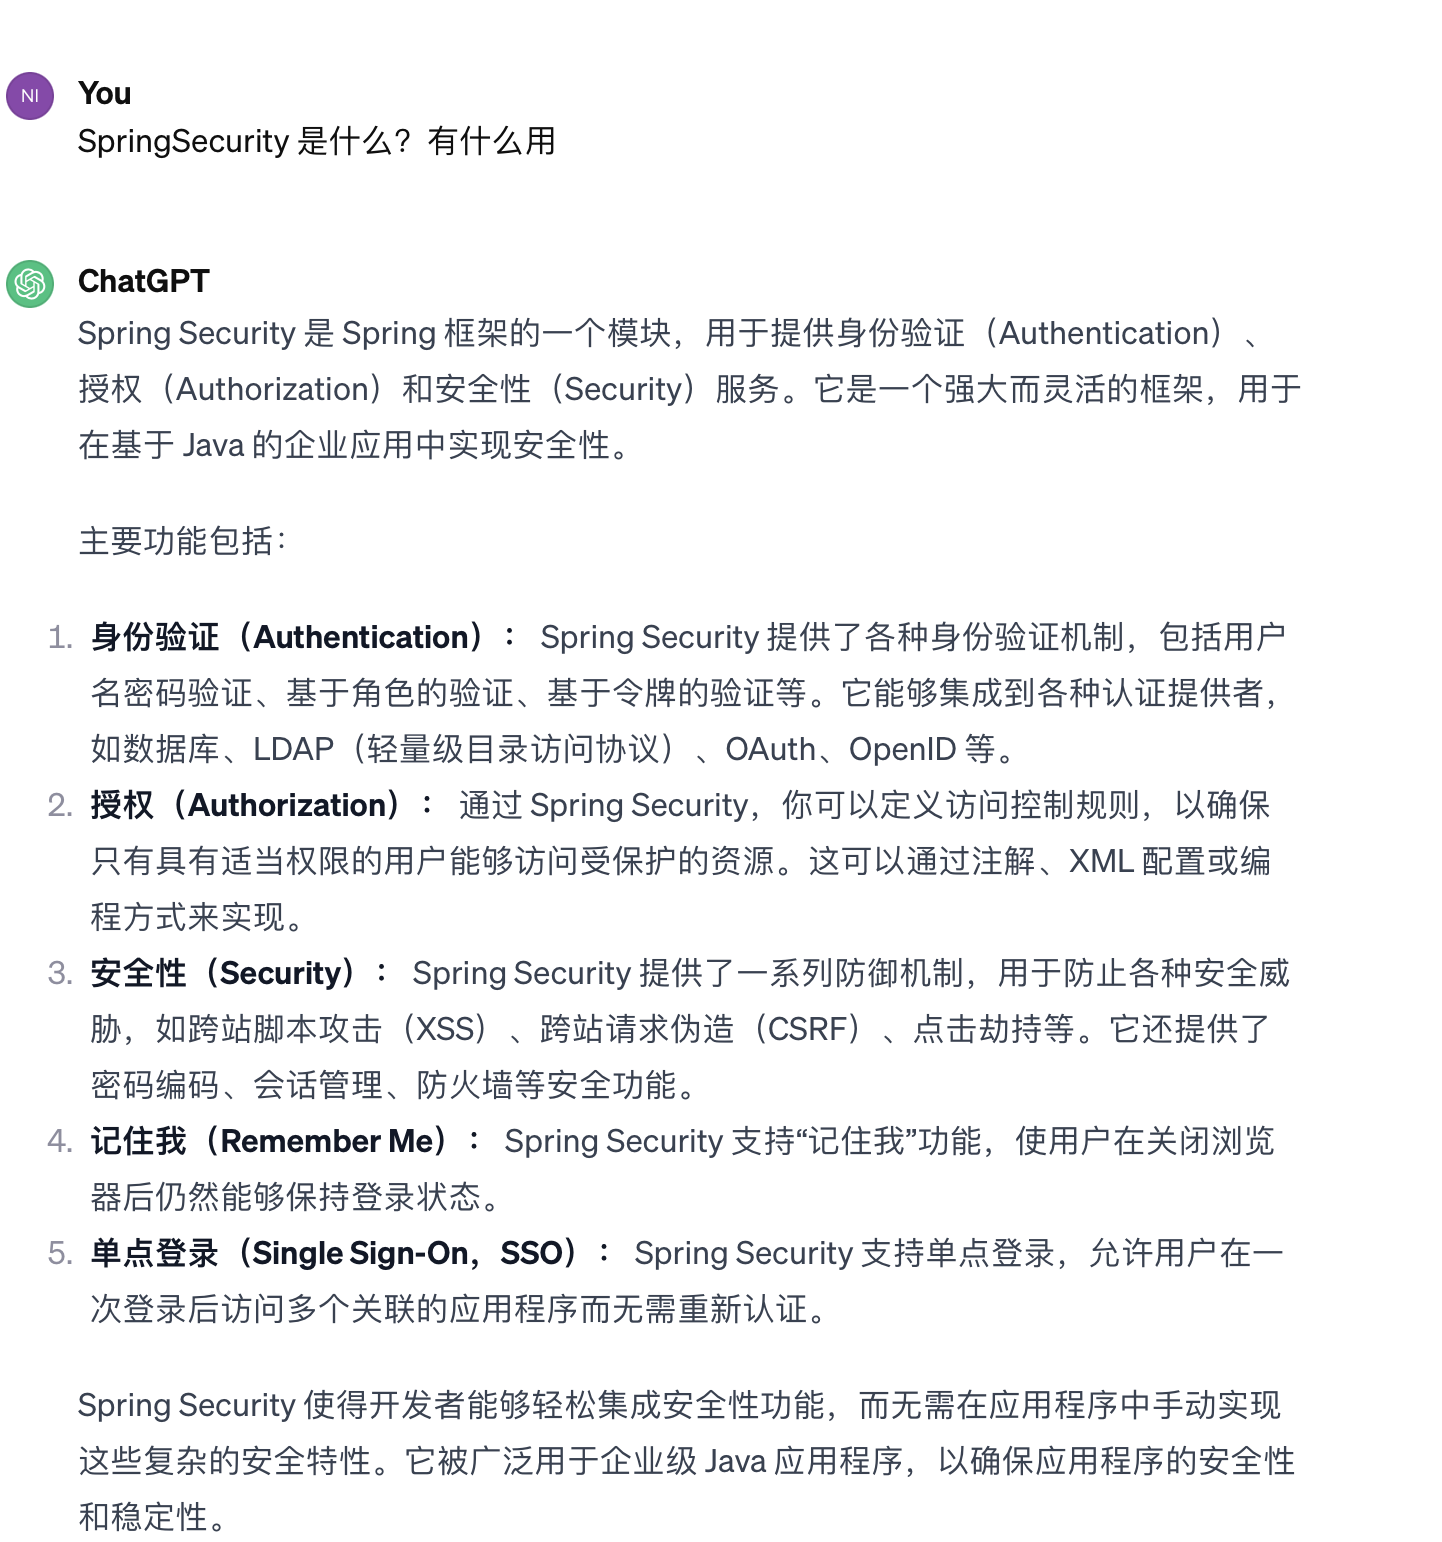 NI
You
SpringSecurity 是什么？有什么用
ChatGPT
Spring Security 是 Spring 框架的一个模块，用于提供身份验证（Authentication）、
授权（Authorization）和安全性（Security）服务。它是一个强大而灵活的框架，用于
在基于 Java 的企业应用中实现安全性。
主要功能包括：
1. 身份验证（Authentication）： Spring Security 提供了各种身份验证机制，包括用户
名密码验证、基于角色的验证、基于令牌的验证等。它能够集成到各种认证提供者，
如数据库、LDAP（轻量级目录访问协议）、OAuth、OpenID 等。
2. 授权（Authorization）： 通过 Spring Security，你可以定义访问控制规则，以确保
只有具有适当权限的用户能够访问受保护的资源。这可以通过注解、XML 配置或编
程方式来实现。
3. 安全性（Security）： Spring Security 提供了一系列防御机制，用于防止各种安全威
胁，如跨站脚本攻击（XSS）、跨站请求伪造（CSRF）、点击劫持等。它还提供了
密码编码、会话管理、防火墙等安全功能。
4. 记住我（Remember Me）： Spring Security 支持“记住我”功能，使用户在关闭浏览
器后仍然能够保持登录状态。
5. 单点登录（Single Sign-On，SSO）： Spring Security 支持单点登录，允许用户在一
次登录后访问多个关联的应用程序而无需重新认证。
Spring Security 使得开发者能够轻松集成安全性功能，而无需在应用程序中手动实现
这些复杂的安全特性。它被广泛用于企业级 Java 应用程序，以确保应用程序的安全性
和稳定性。